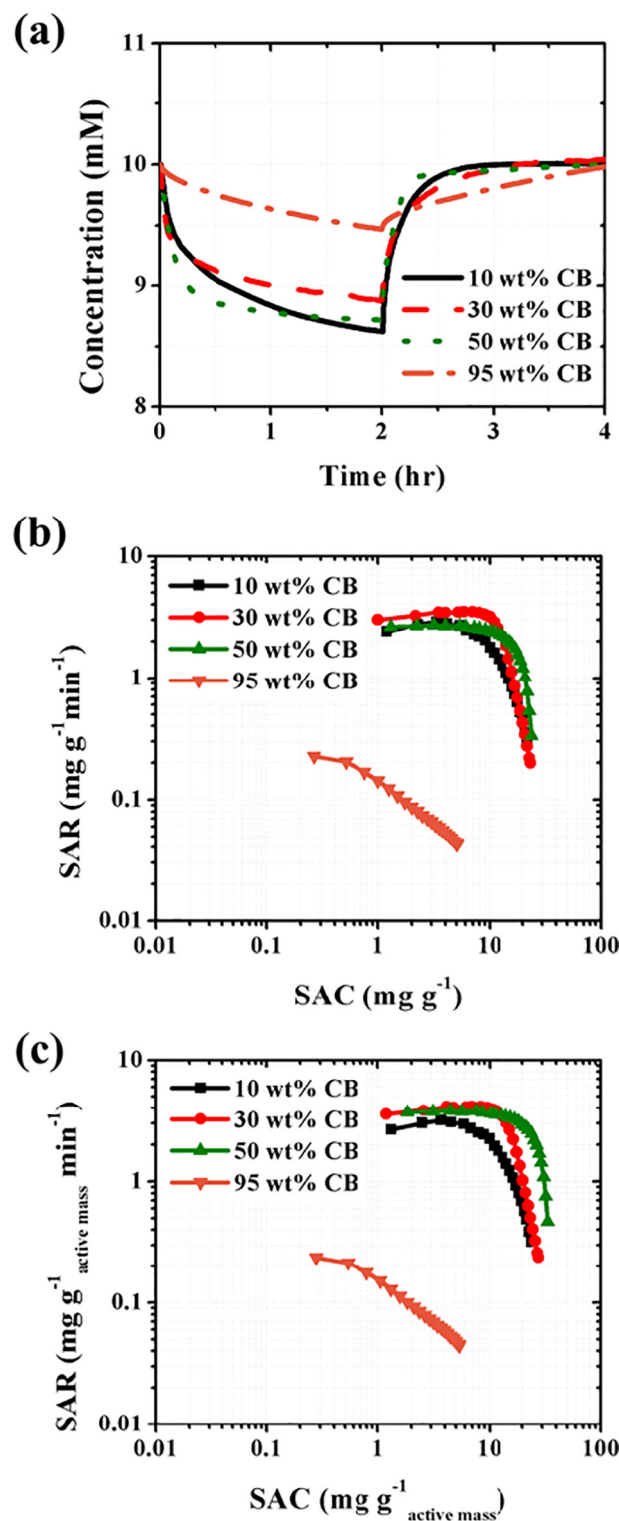 (a)
11
10
9
8
0
1
2
3
4
Concentration (mM)
Time (hr)
10 wt% CB
30 wt% CB
50 wt% CB
95 wt% CB
(b)
10
1
0.1
0.01
0.01
0.1
1
10
100
SAR (mg g⁻¹min⁻¹)
SAC (mg g⁻¹)
10 wt% CB
30 wt% CB
50 wt% CB
95 wt% CB
(c)
10
1
0.1
0.01
0.01
0.1
1
10
100
SAR (mg g⁻¹active mass min⁻¹)
SAC (mg g⁻¹active mass)
10 wt% CB
30 wt% CB
50 wt% CB
95 wt% CB